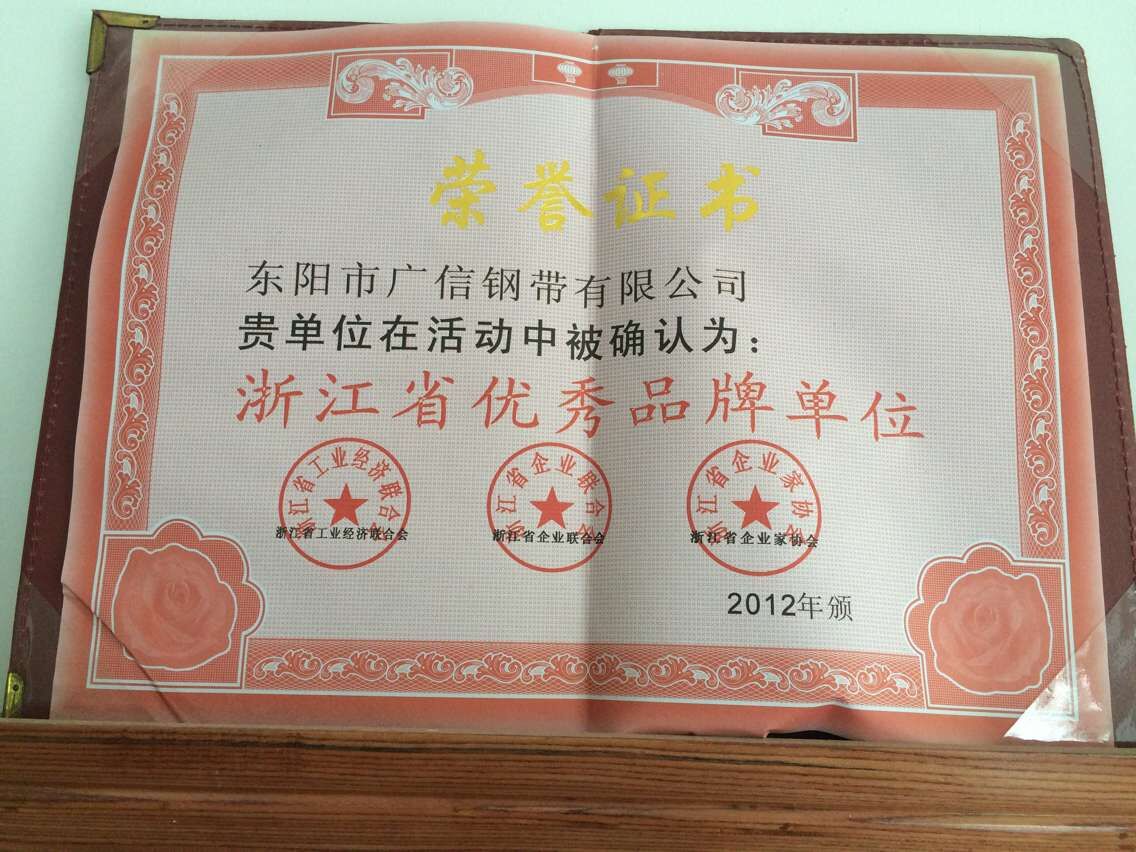 荣誉证书
东阳市广信钢带有限公司
贵单位在活动中被确认为：
浙江省优秀品牌单位
浙江省工业经济联合会
浙江省工业经济联合会
浙江省企业联合会
浙江省企业联合会
浙江省企业家协会
浙江省企业家协会
2012年颁